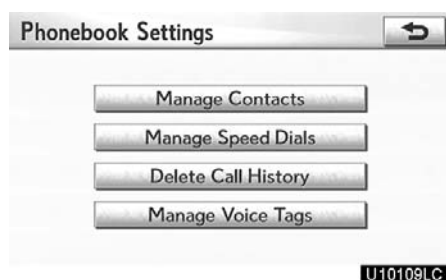 Phonebook Settings
Manage Contacts
Manage Speed Dials
Delete Call History
Manage Voice Tags
U10109LC